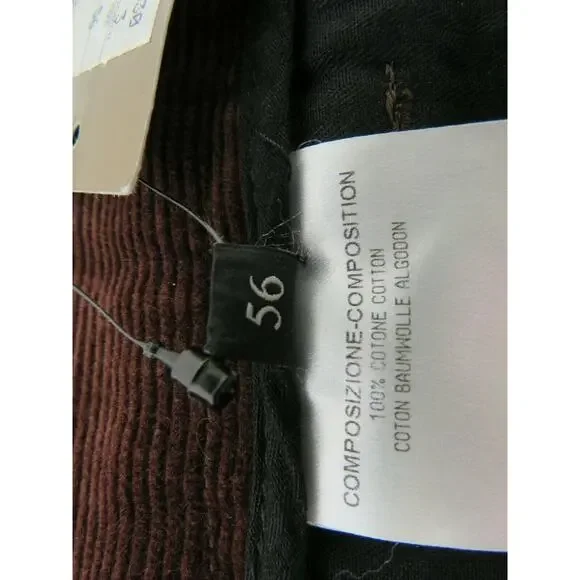 56
COMPOSIZIONE-COMPOSITION
100% COTONE COTTON
COTON BAUMWOLLE ALGODON